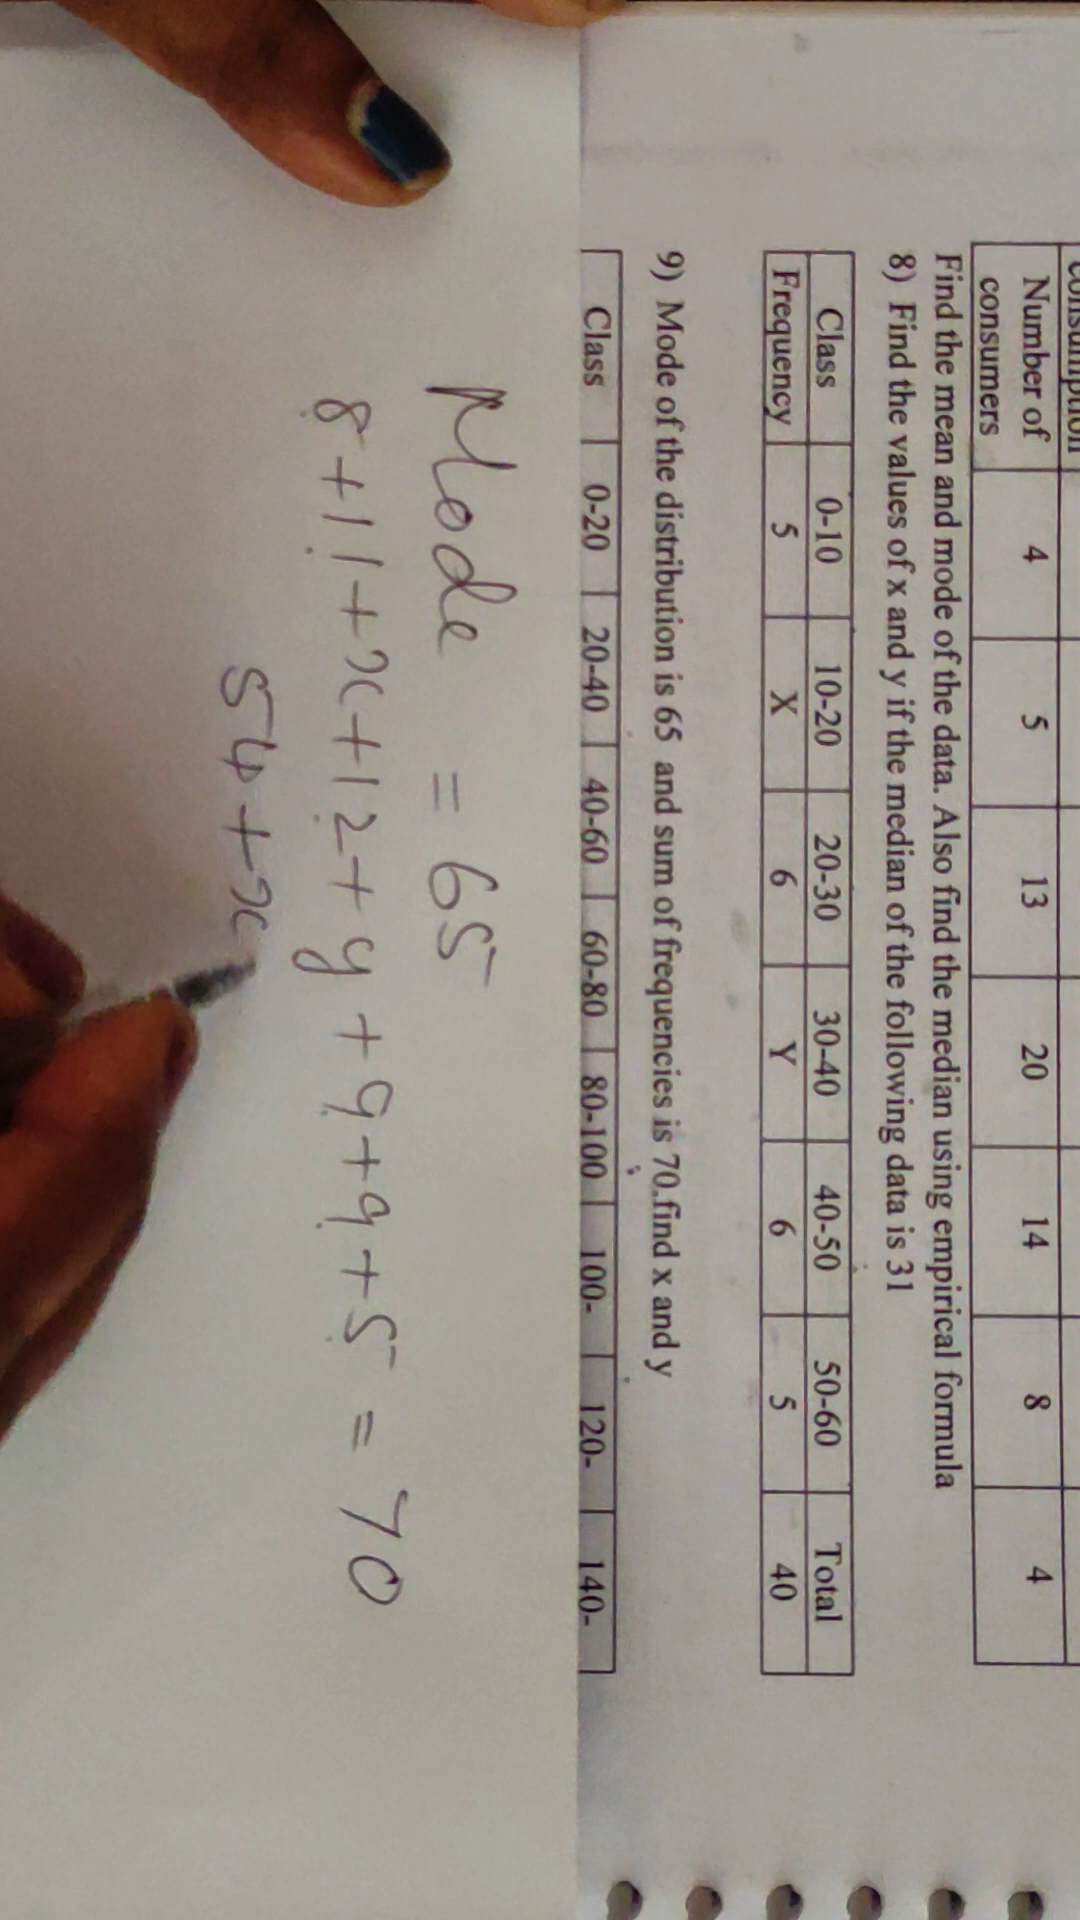 Number of consumers 4 5 13 20 14 8 4
Find the mean and mode of the data. Also find the median using empirical formula
8) Find the values of x and y if the median of the following data is 31
Class 0-10 10-20 20-30 30-40 40-50 50-60 Total
Frequency 5 X 6 Y 6 5 40
9) Mode of the distribution is 65 and sum of frequencies is 70.find x and y
Class 0-20 20-40 40-60 60-80 80-100 100- 120- 140-
Mode = 65
8+11+x+12+y+9+9+5 = 70
54+x